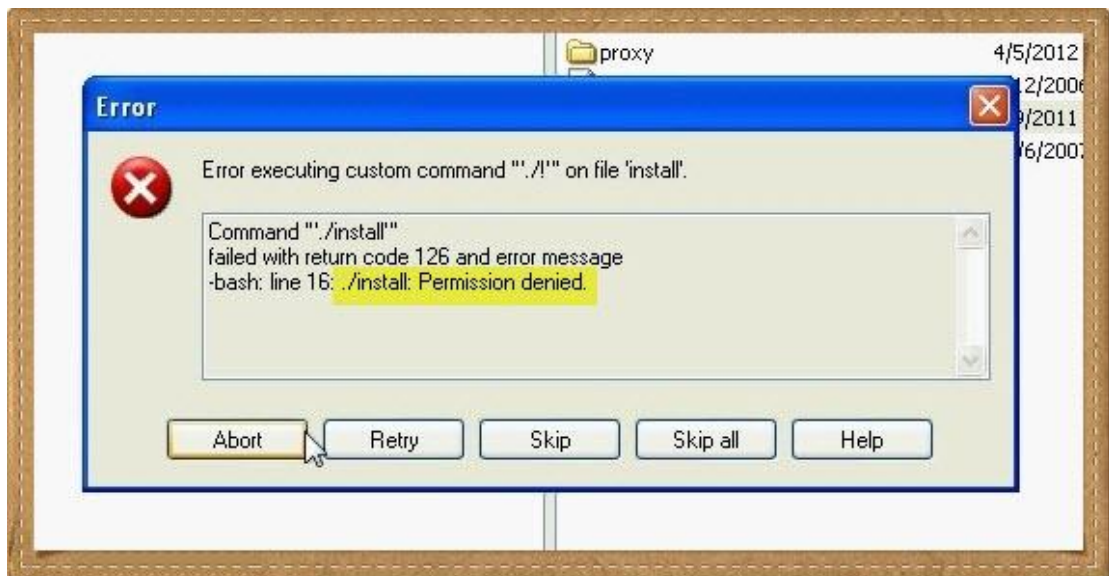 proxy 4/5/2012
12/2006
Error
9/2011
/6/2007
Error executing custom command "'./!'" on file 'install'.
Command "'./install'"
failed with return code 126 and error message
-bash: line 16: ./install: Permission denied.
Abort Retry Skip Skip all Help